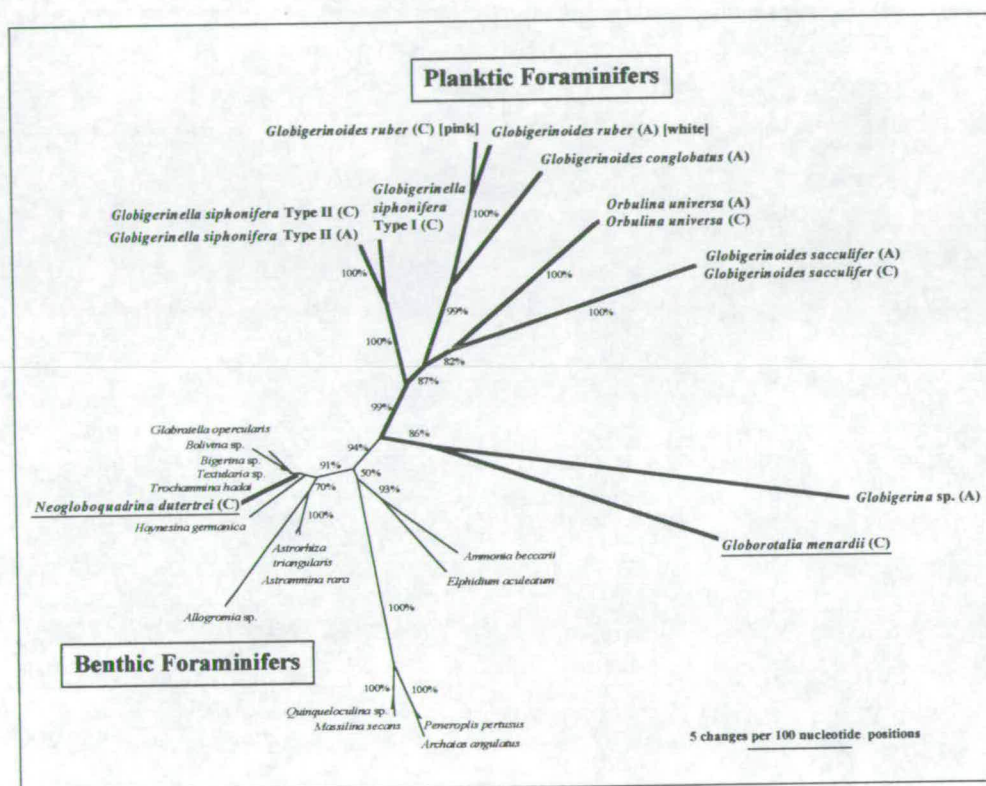 Planktic Foraminifers
Globigerinoides ruber (C) [pink]
Globigerinoides ruber (A) [white]
Globigerinoides conglobatus (A)
Globigerinella
siphonifera
Type I (C)
Orbulina universa (A)
Orbulina universa (C)
Globigerinella siphonifera Type II (C)
Globigerinella siphonifera Type II (A)
Globigerinoides sacculifer (A)
Globigerinoides sacculifer (C)
100%
100%
100%
100%
99%
100%
82%
87%
99%
86%
94%
Glabratella opercularis
Bolivina sp.
Bigerina sp.
Textularia sp.
Trochammina hadai
Neogloboquadrina dutertrei (C)
Haynesina germanica
91%
70%
50%
93%
100%
Globigerina sp. (A)
Globorotalia menardii (C)
Astrorhiza
triangularis
Astrammina rara
Ammonia beccarii
Elphidium aculeatum
Allogromia sp.
100%
Benthic Foraminifers
100%
100%
Quinqueloculina sp.
Massilina secans
Peneroplis pertusus
Archaias angulatus
5 changes per 100 nucleotide positions